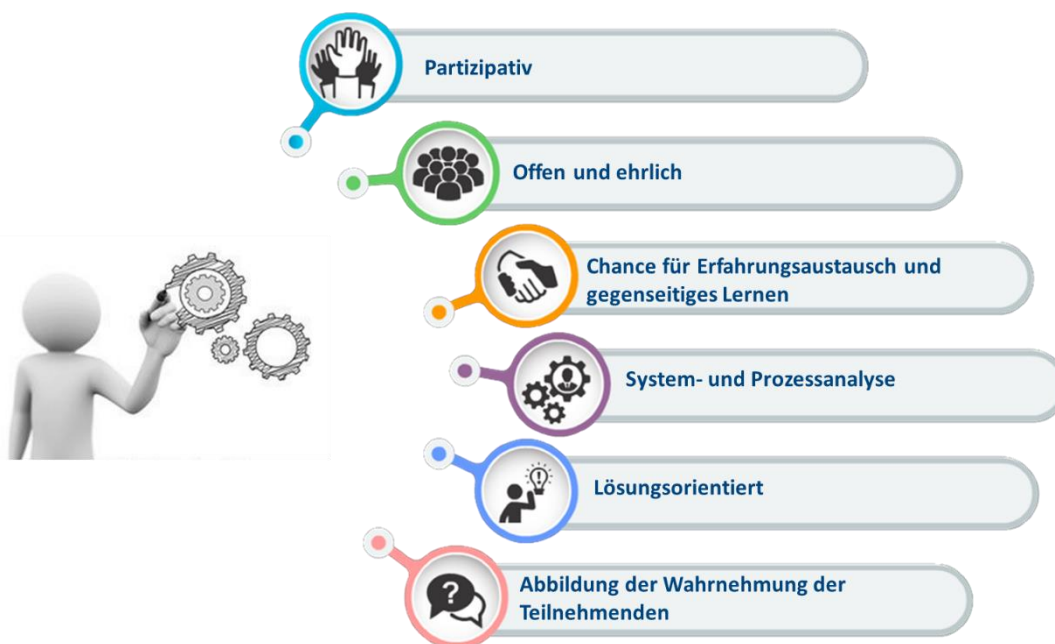 Partizipativ
Offen und ehrlich
Chance für Erfahrungsaustausch und
gegenseitiges Lernen
System- und Prozessanalyse
Lösungsorientiert
Abbildung der Wahrnehmung der
Teilnehmenden